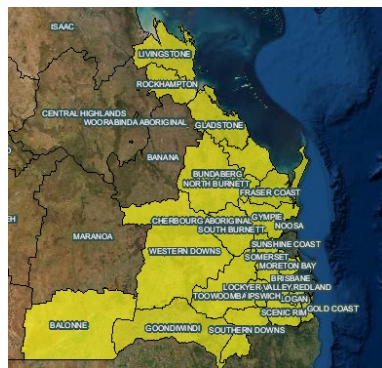 ISAAC
LIVINGSTONE
ROCKHAMPTON
CENTRAL HIGHLANDS
WOORABINDA ABORIGINAL
GLADSTONE
BANANA
BUNDABERG
NORTH BURNETT
FRASER COAST
CHERBOURG ABORIGINAL
GYMPIE
SOUTH BURNETT
NOOSA
EH
MARANOA
SUNSHINE COAST
WESTERN DOWNS
SOMERSET
MORETON BAY
BRISBANE
LOCKYER VALLEY
REDLAND
TOOWOOMBA
IPSWICH
LOGAN
GOLD COAST
SCENIC RIM
BALONNE
GOONDIWINDI
SOUTHERN DOWNS